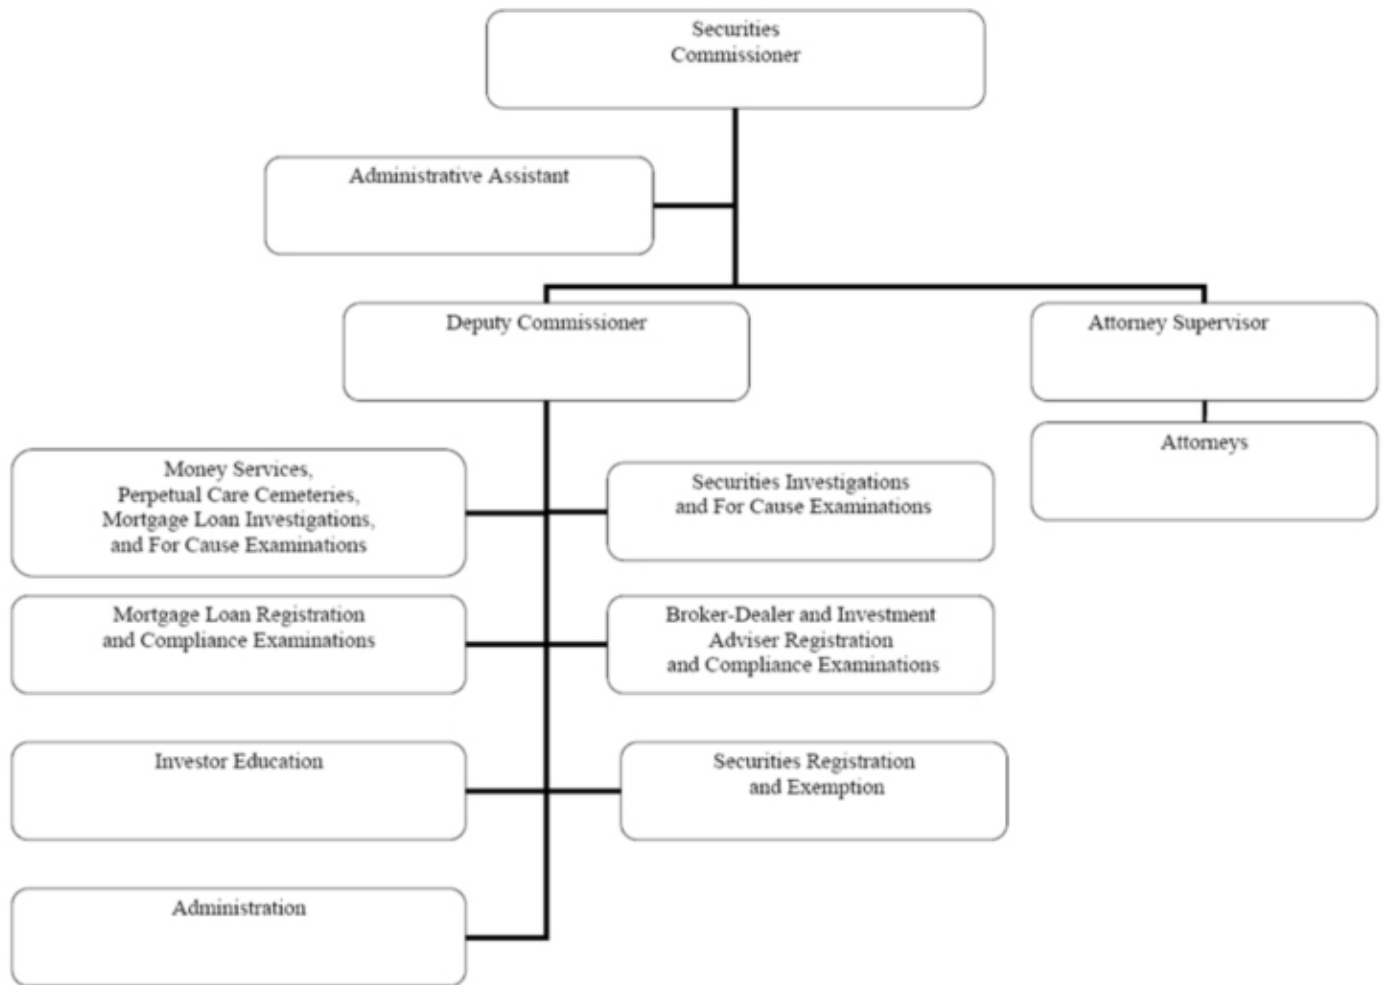 Securities
Commissioner
Administrative Assistant
Deputy Commissioner
Attorney Supervisor
Attorneys
Money Services,
Perpetual Care Cemeteries,
Mortgage Loan Investigations,
and For Cause Examinations
Securities Investigations
and For Cause Examinations
Mortgage Loan Registration
and Compliance Examinations
Broker-Dealer and Investment
Adviser Registration
and Compliance Examinations
Investor Education
Securities Registration
and Exemption
Administration